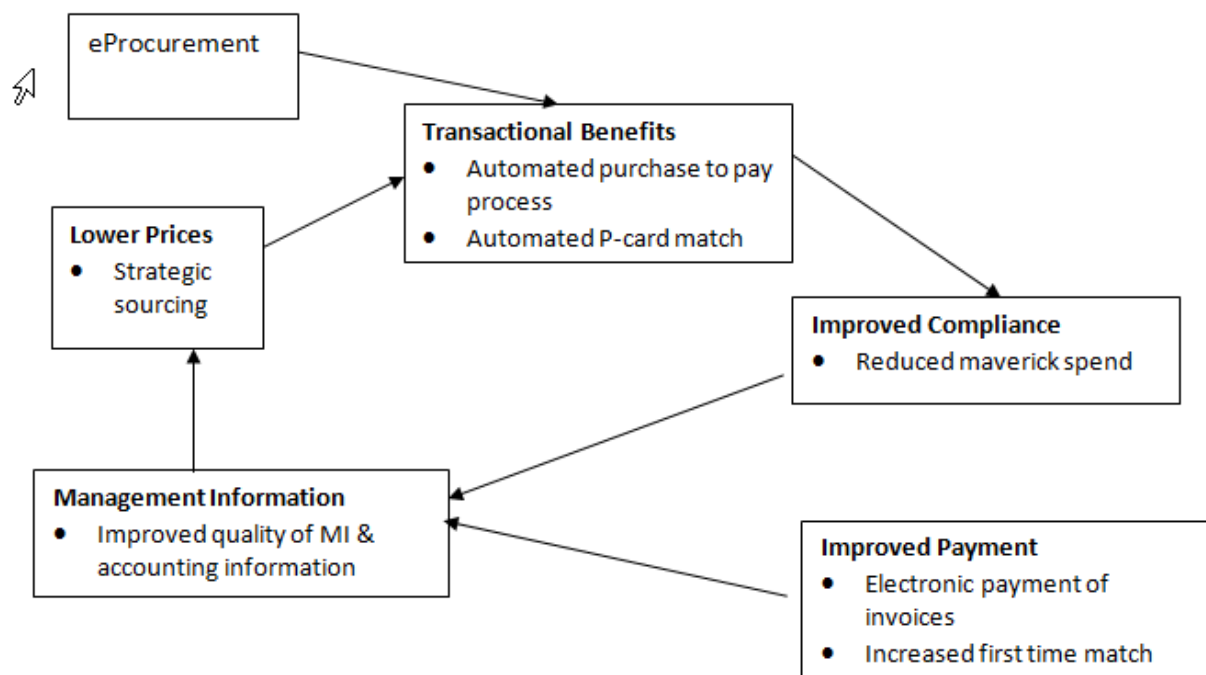 eProcurement
Transactional Benefits
● Automated purchase to pay
process
● Automated P-card match
Lower Prices
● Strategic
sourcing
Improved Compliance
● Reduced maverick spend
Management Information
● Improved quality of MI &
accounting information
Improved Payment
● Electronic payment of
invoices
● Increased first time match